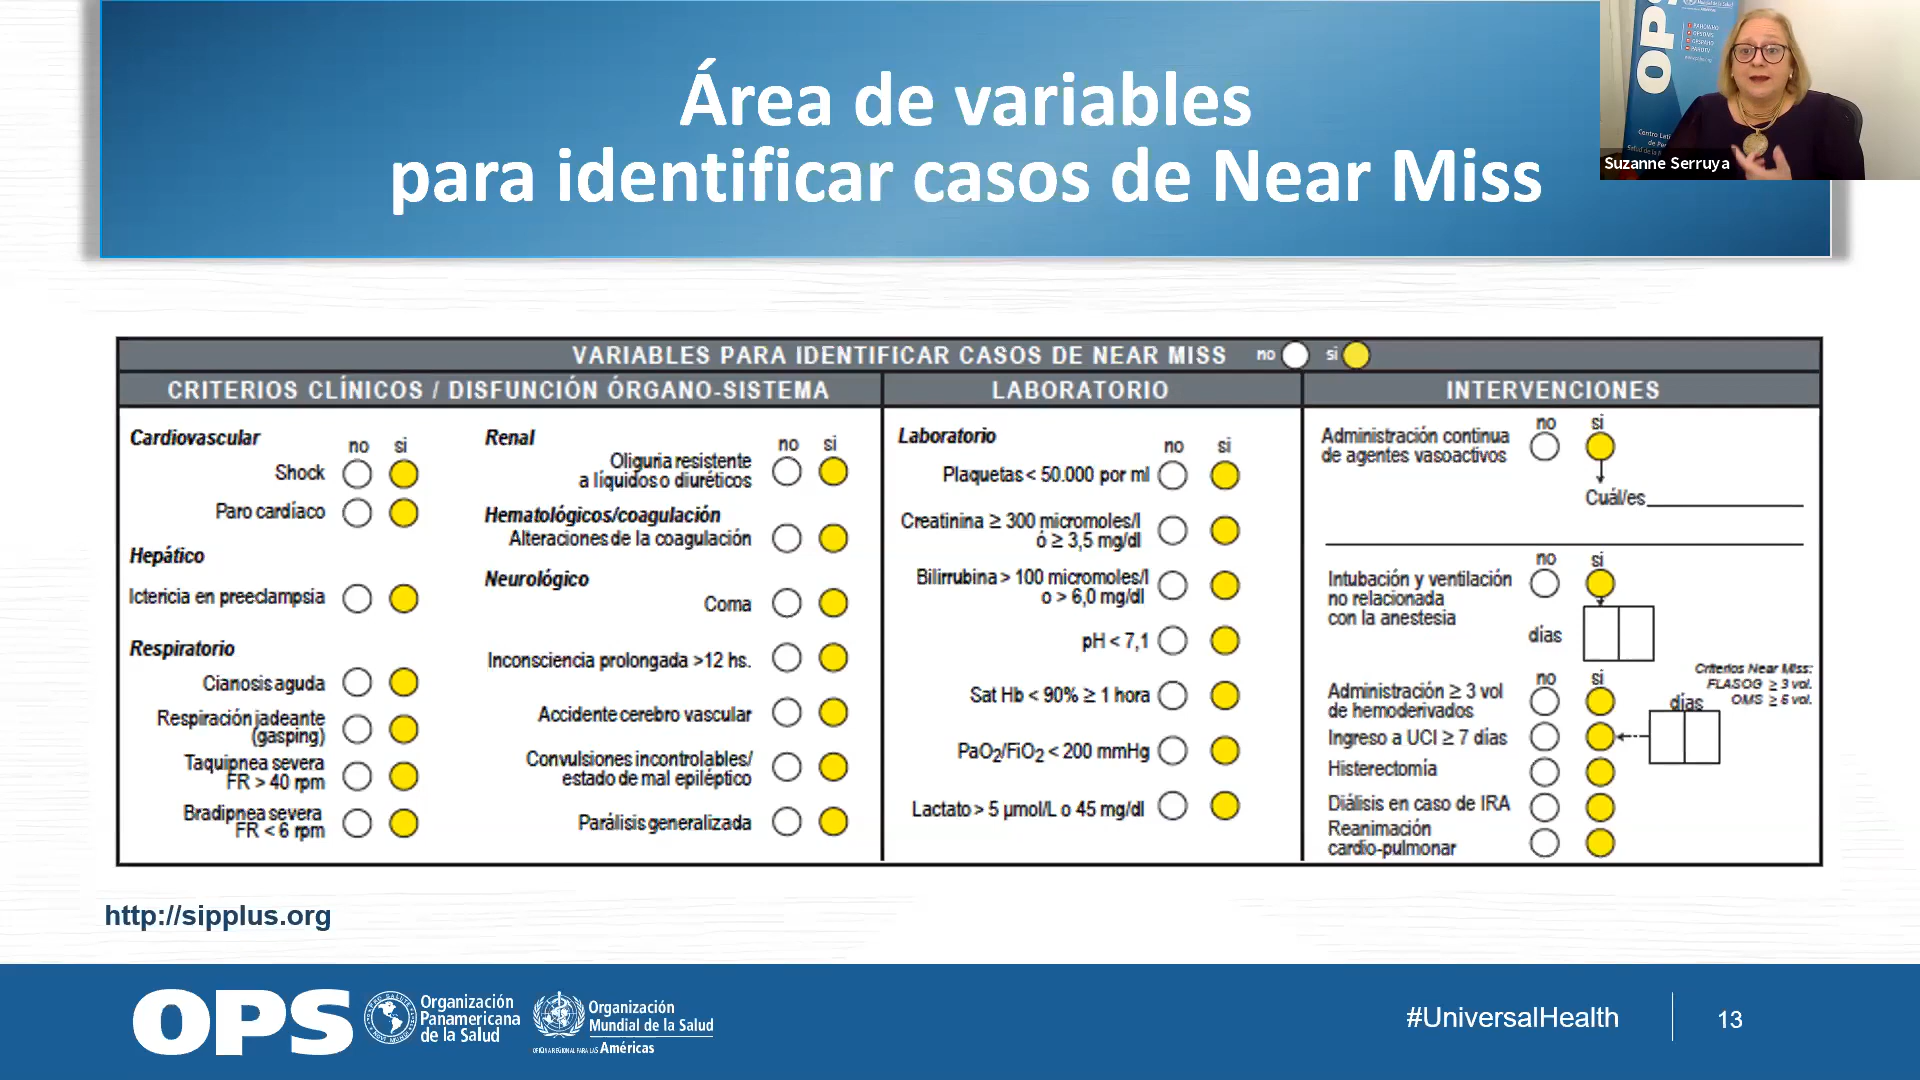 Área de variables
para identificar casos de Near Miss
OPS
Suzanne Serruya
VARIABLES PARA IDENTIFICAR CASOS DE NEAR MISS no si
CRITERIOS CLÍNICOS / DISFUNCIÓN ÓRGANO-SISTEMA
Cardiovascular
no si
Shock
Paro cardíaco
Hepático
Ictericia en preeclampsia
Respiratorio
Cianosis aguda
Respiración jadeante
(gasping)
Taquipnea severa
FR > 40 rpm
Bradipnea severa
FR < 6 rpm
Renal
no si
Oliguria resistente
a líquidos o diuréticos
Hematológicos/coagulación
Alteraciones de la coagulación
Neurológico
Coma
Inconsciencia prolongada >12 hs.
Accidente cerebro vascular
Convulsiones incontrolables/
estado de mal epiléptico
Parálisis generalizada
LABORATORIO
Laboratorio
no si
Plaquetas < 50.000 por ml
Creatinina ≥ 300 micromoles/l
ó ≥ 3,5 mg/dl
Bilirrubina > 100 micromoles/l
o > 6,0 mg/dl
pH < 7,1
Sat Hb < 90% ≥ 1 hora
PaO2/FiO2 < 200 mmHg
Lactato > 5 µmol/L o 45 mg/dl
INTERVENCIONES
no si
Administración continua
de agentes vasoactivos
Cuál/es
no si
Intubación y ventilación
no relacionada
con la anestesia
días
Criterios Near Miss:
FLASOG ≥ 3 vol.
OMS ≥ 5 vol.
no si
Administración ≥ 3 vol
de hemoderivados
días
Ingreso a UCI ≥ 7 días
Histerectomía
Diálisis en caso de IRA
Reanimación
cardio-pulmonar
http://sipplus.org
OPS
Organización
Panamericana
de la Salud
Organización
Mundial de la Salud
OFICINA REGIONAL PARA LAS Américas
#UniversalHealth
13